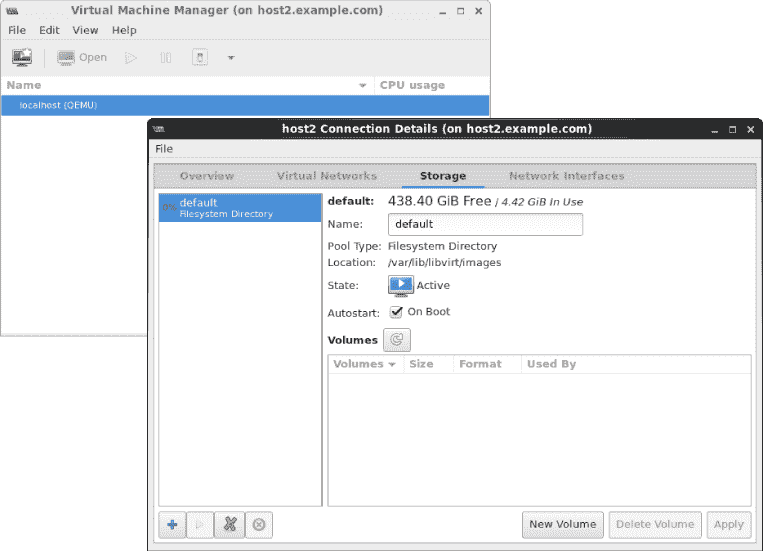 Virtual Machine Manager (on host2.example.com)
File Edit View Help
Open
Name CPU usage
localhost (QEMU)
host2 Connection Details (on host2.example.com)
File
Overview Virtual Networks Storage Network Interfaces
0% default
Filesystem Directory
default: 438.40 GiB Free / 4.42 GiB In Use
Name: default
Pool Type: Filesystem Directory
Location: /var/lib/libvirt/images
State: Active
Autostart: On Boot
Volumes
Volumes Size Format Used By
New Volume Delete Volume Apply